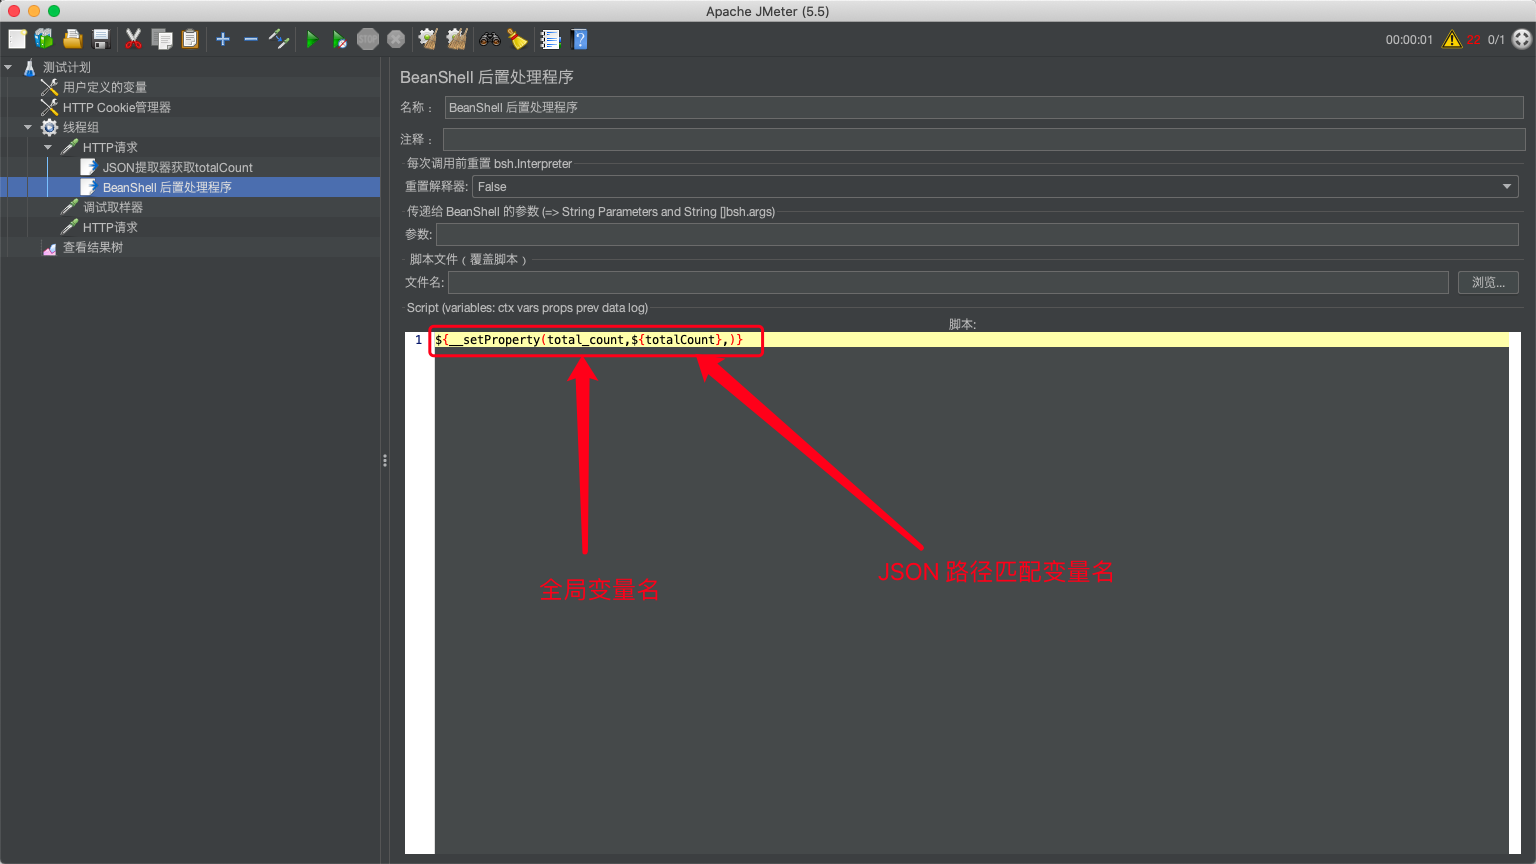 Apache JMeter (5.5)
STOP
00:00:01 22 0/1
测试计划
用户定义的变量
HTTP Cookie管理器
线程组
HTTP请求
JSON提取器获取totalCount
BeanShell 后置处理程序
调试取样器
HTTP请求
查看结果树
BeanShell 后置处理程序
名称： BeanShell 后置处理程序
注释：
每次调用前重置 bsh.Interpreter
重置解释器: False
传递给 BeanShell 的参数 (=> String Parameters and String []bsh.args)
参数:
脚本文件（覆盖脚本）
文件名: 浏览...
Script (variables: ctx vars props prev data log)
脚本:
1 ${__setProperty(total_count,${totalCount},)}
全局变量名
JSON 路径匹配变量名